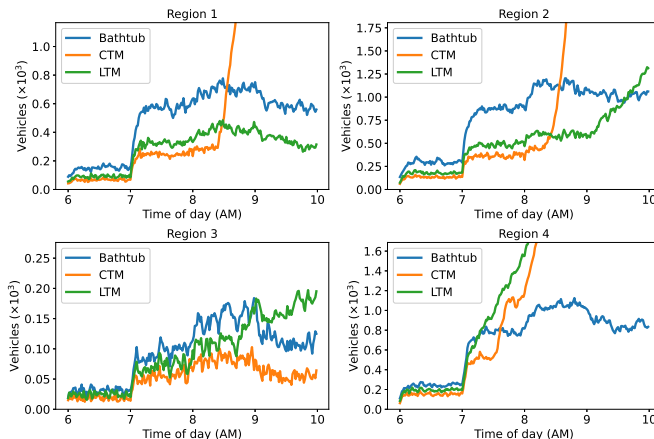 Region 1
Vehicles (×10³)
1.0
0.8
0.6
0.4
0.2
0.0
Bathtub
CTM
LTM
6 7 8 9 10
Time of day (AM)
Region 2
Vehicles (×10³)
1.75
1.50
1.25
1.00
0.75
0.50
0.25
0.00
Bathtub
CTM
LTM
6 7 8 9 10
Time of day (AM)
Region 3
Vehicles (×10³)
0.25
0.20
0.15
0.10
0.05
0.00
Bathtub
CTM
LTM
6 7 8 9 10
Time of day (AM)
Region 4
Vehicles (×10³)
1.6
1.4
1.2
1.0
0.8
0.6
0.4
0.2
0.0
Bathtub
CTM
LTM
6 7 8 9 10
Time of day (AM)